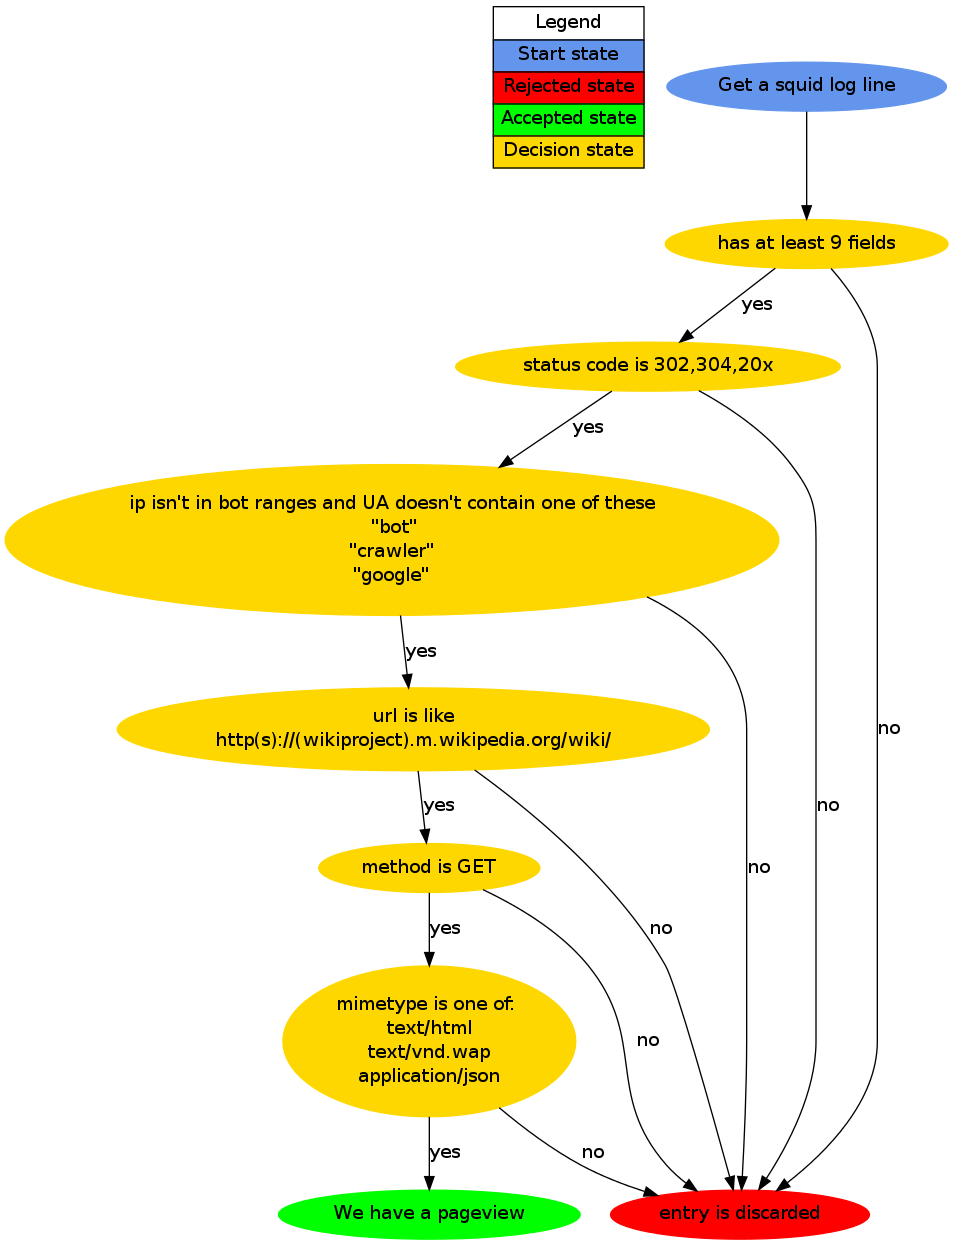 Legend
Start state
Rejected state
Accepted state
Decision state
Get a squid log line
has at least 9 fields
yes
status code is 302,304,20x
yes
ip isn't in bot ranges and UA doesn't contain one of these
"bot"
"crawler"
"google"
yes
url is like
http(s)://(wikiproject).m.wikipedia.org/wiki/
no
yes
no
method is GET
no
yes
no
mimetype is one of:
text/html
text/vnd.wap
application/json
no
yes
no
We have a pageview
entry is discarded